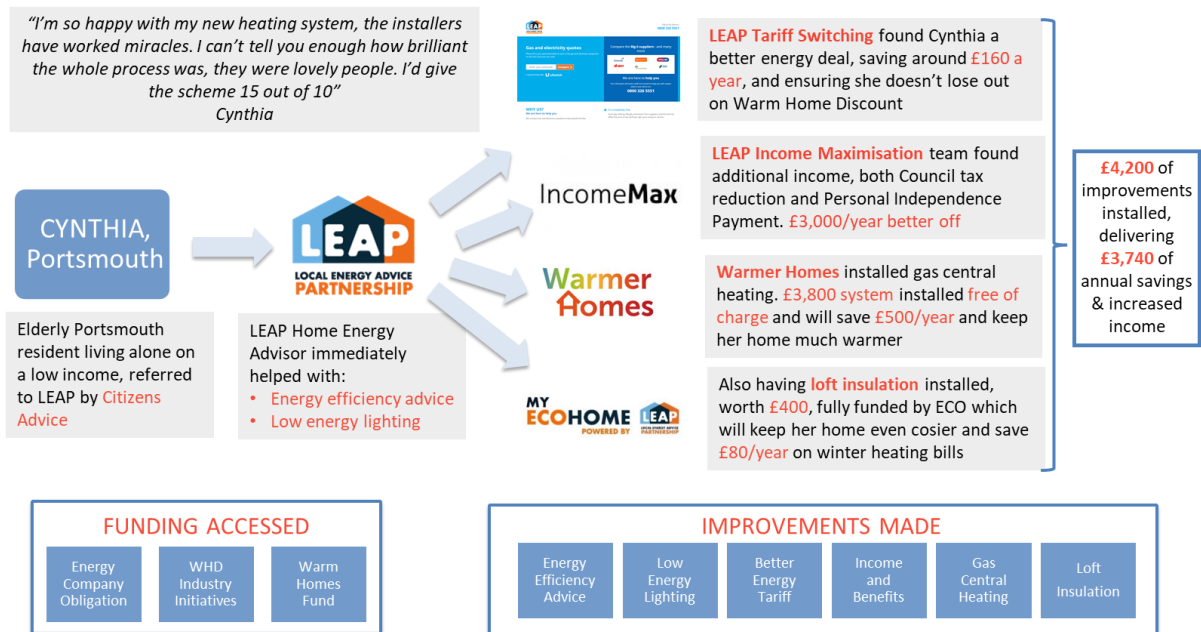 “I’m so happy with my new heating system, the installers
have worked miracles. I can’t tell you enough how brilliant
the whole process was, they were lovely people. I’d give
the scheme 15 out of 10”
Cynthia
CYNTHIA,
Portsmouth
Elderly Portsmouth
resident living alone on
a low income, referred
to LEAP by Citizens
Advice
LEAP
LOCAL ENERGY ADVICE
PARTNERSHIP
LEAP Home Energy
Advisor immediately
helped with:
• Energy efficiency advice
• Low energy lighting
LEAP
Gas and electricity quotes
0800 326 5551
WHY GET
IncomeMax
Warmer
Homes
MY
ECOHOME
POWERED BY
LEAP
LOCAL ENERGY ADVICE
PARTNERSHIP
LEAP Tariff Switching found Cynthia a
better energy deal, saving around £160 a
year, and ensuring she doesn’t lose out
on Warm Home Discount
LEAP Income Maximisation team found
additional income, both Council tax
reduction and Personal Independence
Payment. £3,000/year better off
Warmer Homes installed gas central
heating. £3,800 system installed free of
charge and will save £500/year and keep
her home much warmer
Also having loft insulation installed,
worth £400, fully funded by ECO which
will keep her home even cosier and save
£80/year on winter heating bills
£4,200 of
improvements
installed,
delivering
£3,740 of
annual savings
& increased
income
FUNDING ACCESSED
Energy
Company
Obligation
WHD
Industry
Initiatives
Warm
Homes
Fund
IMPROVEMENTS MADE
Energy
Efficiency
Advice
Low
Energy
Lighting
Better
Energy
Tariff
Income
and
Benefits
Gas
Central
Heating
Loft
Insulation